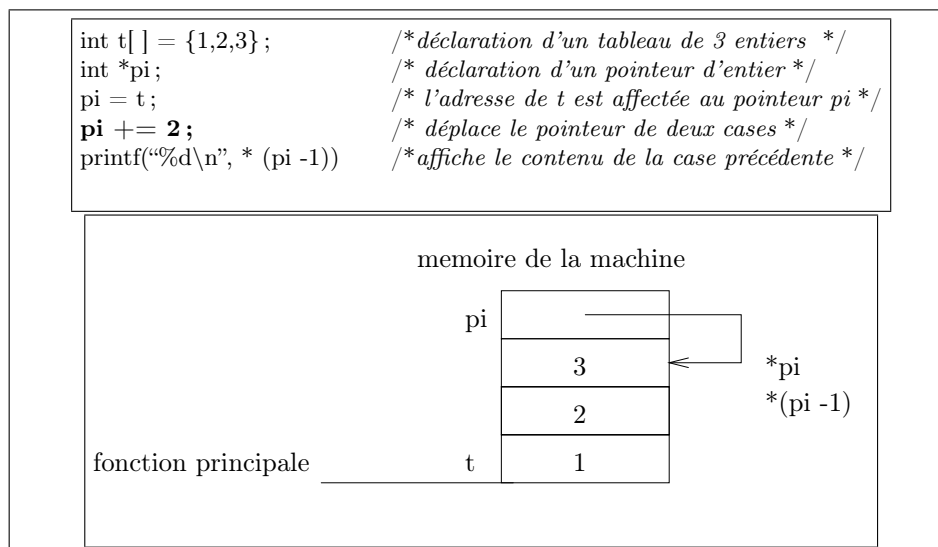 int t[ ] = {1,2,3} ; /*déclaration d'un tableau de 3 entiers */
int *pi ; /* déclaration d'un pointeur d'entier */
pi = t ; /* l'adresse de t est affectée au pointeur pi */
pi += 2 ; /* déplace le pointeur de deux cases */
printf(“%d\n”, * (pi -1)) /*affiche le contenu de la case précédente */
memoire de la machine
pi
3 *pi
2 *(pi -1)
fonction principale t 1